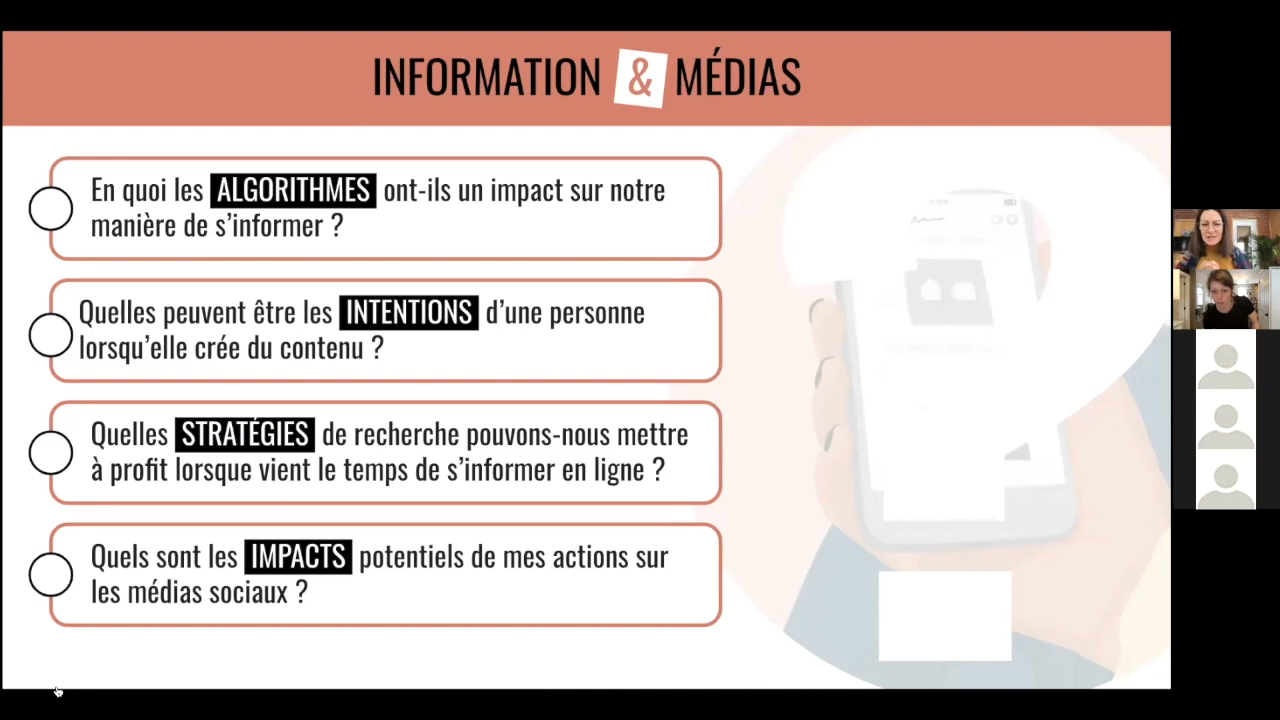 INFORMATION & MÉDIAS
En quoi les ALGORITHMES ont-ils un impact sur notre
manière de s’informer ?
Quelles peuvent être les INTENTIONS d’une personne
lorsqu’elle crée du contenu ?
Quelles STRATÉGIES de recherche pouvons-nous mettre
à profit lorsque vient le temps de s’informer en ligne ?
Quels sont les IMPACTS potentiels de mes actions sur
les médias sociaux ?